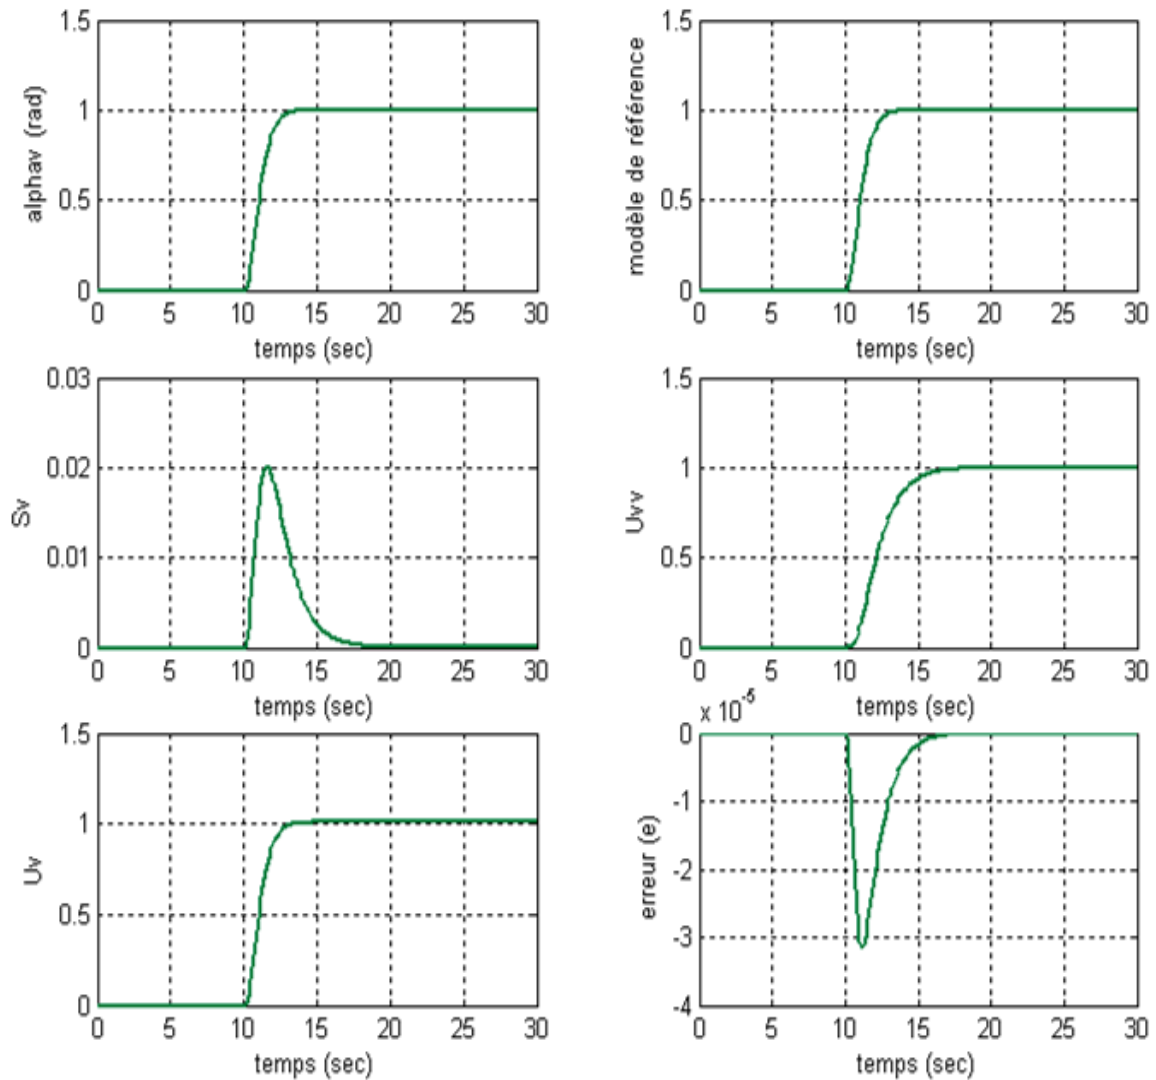 1.5
1
0.5
0
alphav (rad)
0 5 10 15 20 25 30
temps (sec)
1.5
1
0.5
0
modèle de référence
0 5 10 15 20 25 30
temps (sec)
0.03
0.02
0.01
0
Sv
0 5 10 15 20 25 30
temps (sec)
1.5
1
0.5
0
Uvv
0 5 10 15 20 25 30
temps (sec)
1.5
1
0.5
0
Uv
0 5 10 15 20 25 30
temps (sec)
x 10^-5
0
-1
-2
-3
-4
erreur (e)
0 5 10 15 20 25 30
temps (sec)